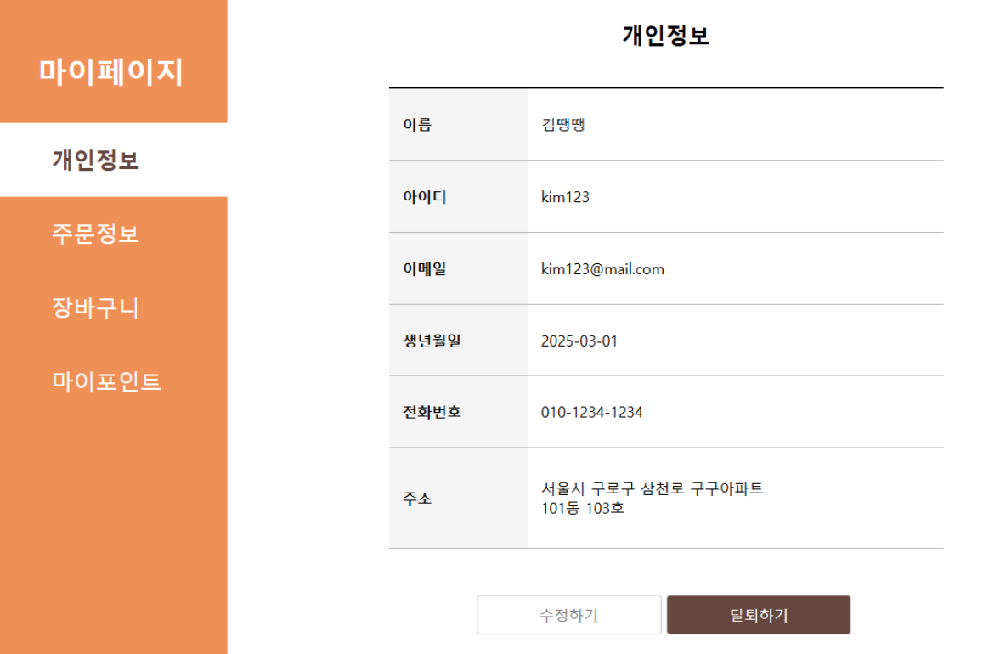 마이페이지
개인정보
주문정보
장바구니
마이포인트
개인정보
이름 김땡땡
아이디 kim123
이메일 kim123@mail.com
생년월일 2025-03-01
전화번호 010-1234-1234
주소 서울시 구로구 삼천로 구구아파트
101동 103호
수정하기 탈퇴하기